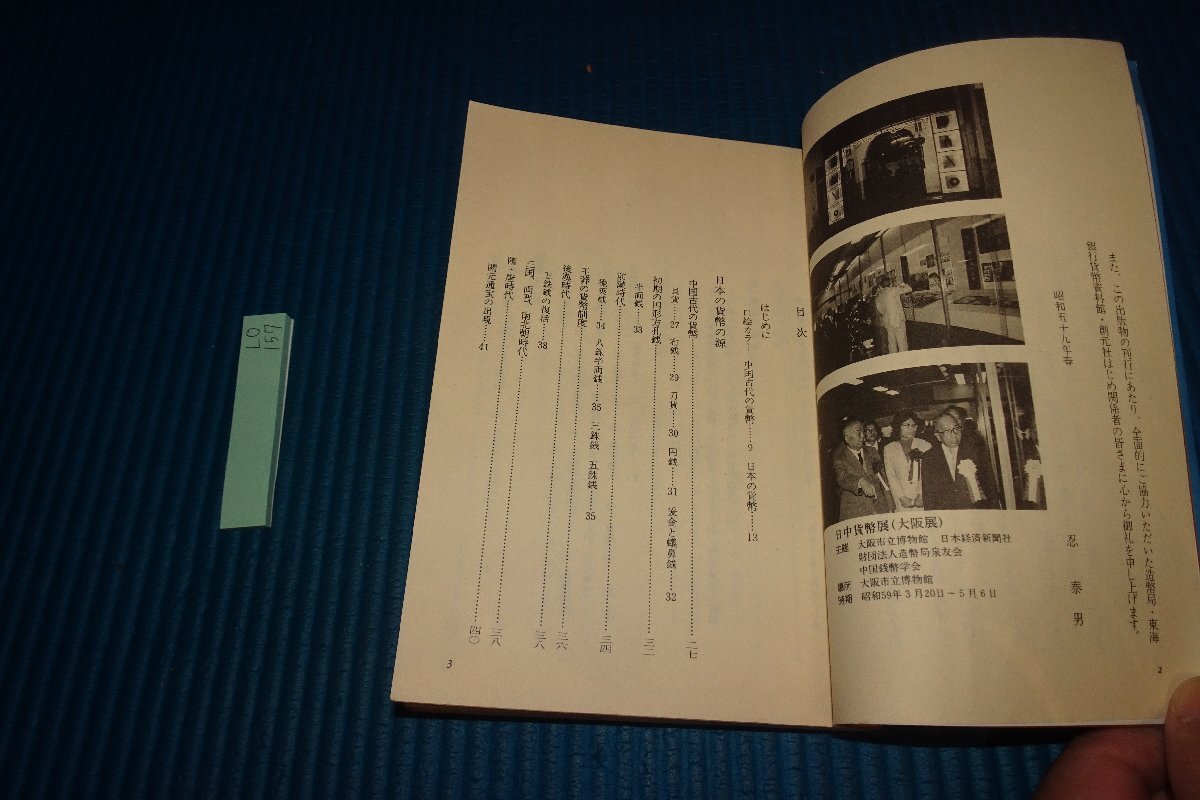 また、この出版物の刊行にあたり、全面的にご協力いただいた造幣局・東海
銀行貨幣資料館・創元社はじめ関係者の皆さまに心から御礼を申し上げます。
昭和五十九年春
忍 泰男
日中貨幣展(大阪展)
主催 大阪市立博物館 日本経済新聞社
財団法人造幣局泉友会
中国銭幣学会
場所 大阪市立博物館
時期 昭和59年3月20日〜5月6日
2
目次
はじめに
口絵カラー 中国古代の貨幣……9 日本の貨幣……13
日本の貨幣の源
中国古代の貨幣……二七
貝貨……27 布銭……29 刀貨……30 円銭……31 爰金と蟻鼻銭……32
初期の円形方孔銭……三三
半両銭……33
前漢時代……三四
楡莢銭……34 八銖半両銭……35 三銖銭 五銖銭……35
王莽の貨幣制度……三六
後漢時代……三八
五銖銭の復活……38
三国、両晋、南北朝時代……三八
隋・唐時代……四〇
開元通宝の出現……41
3
LO
157